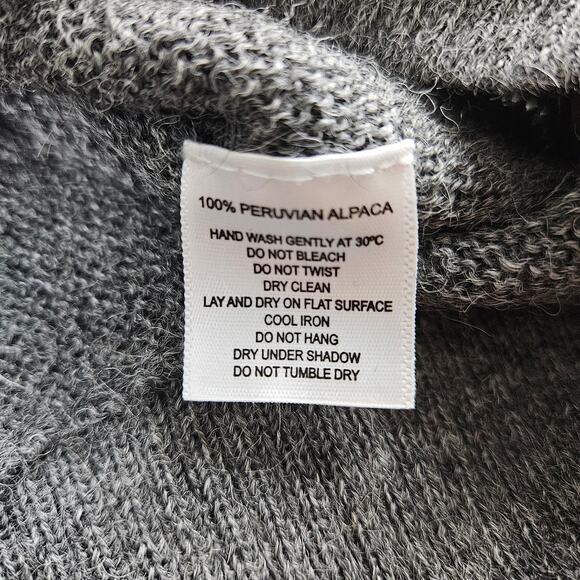 100% PERUVIAN ALPACA
HAND WASH GENTLY AT 30ºC
DO NOT BLEACH
DO NOT TWIST
DRY CLEAN
LAY AND DRY ON FLAT SURFACE
COOL IRON
DO NOT HANG
DRY UNDER SHADOW
DO NOT TUMBLE DRY